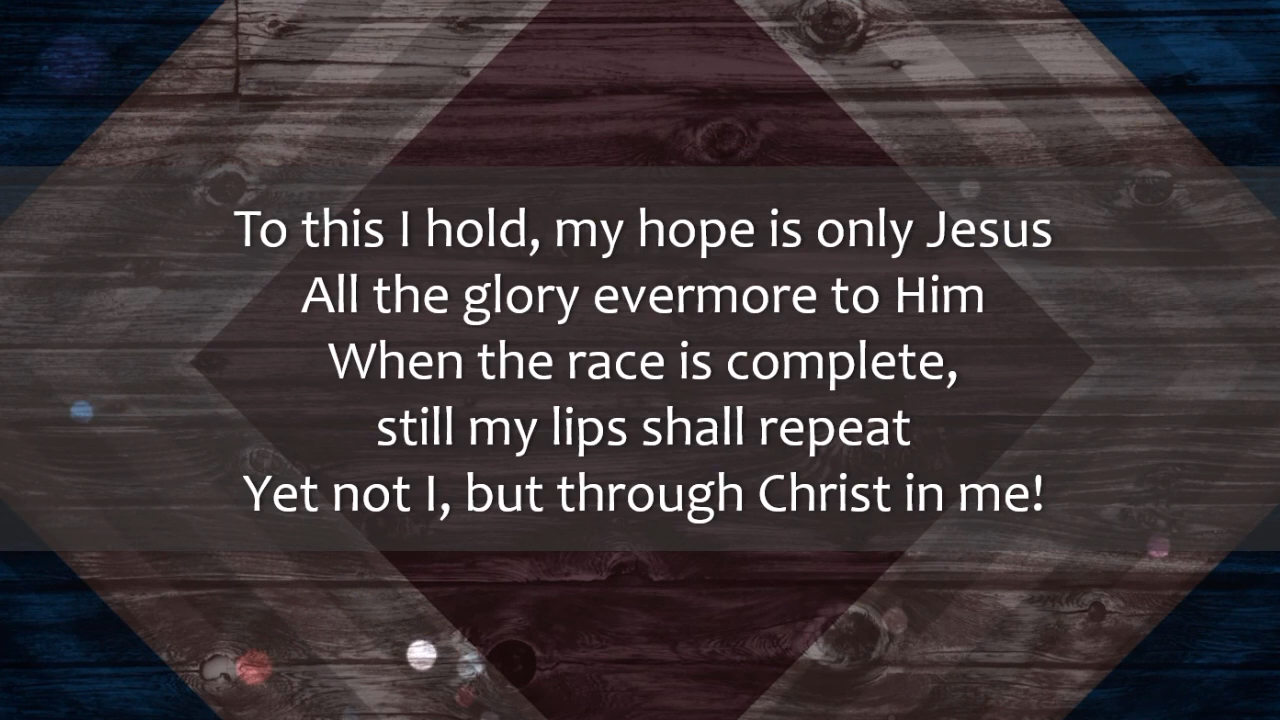 To this I hold, my hope is only Jesus
All the glory evermore to Him
When the race is complete,
still my lips shall repeat
Yet not I, but through Christ in me!